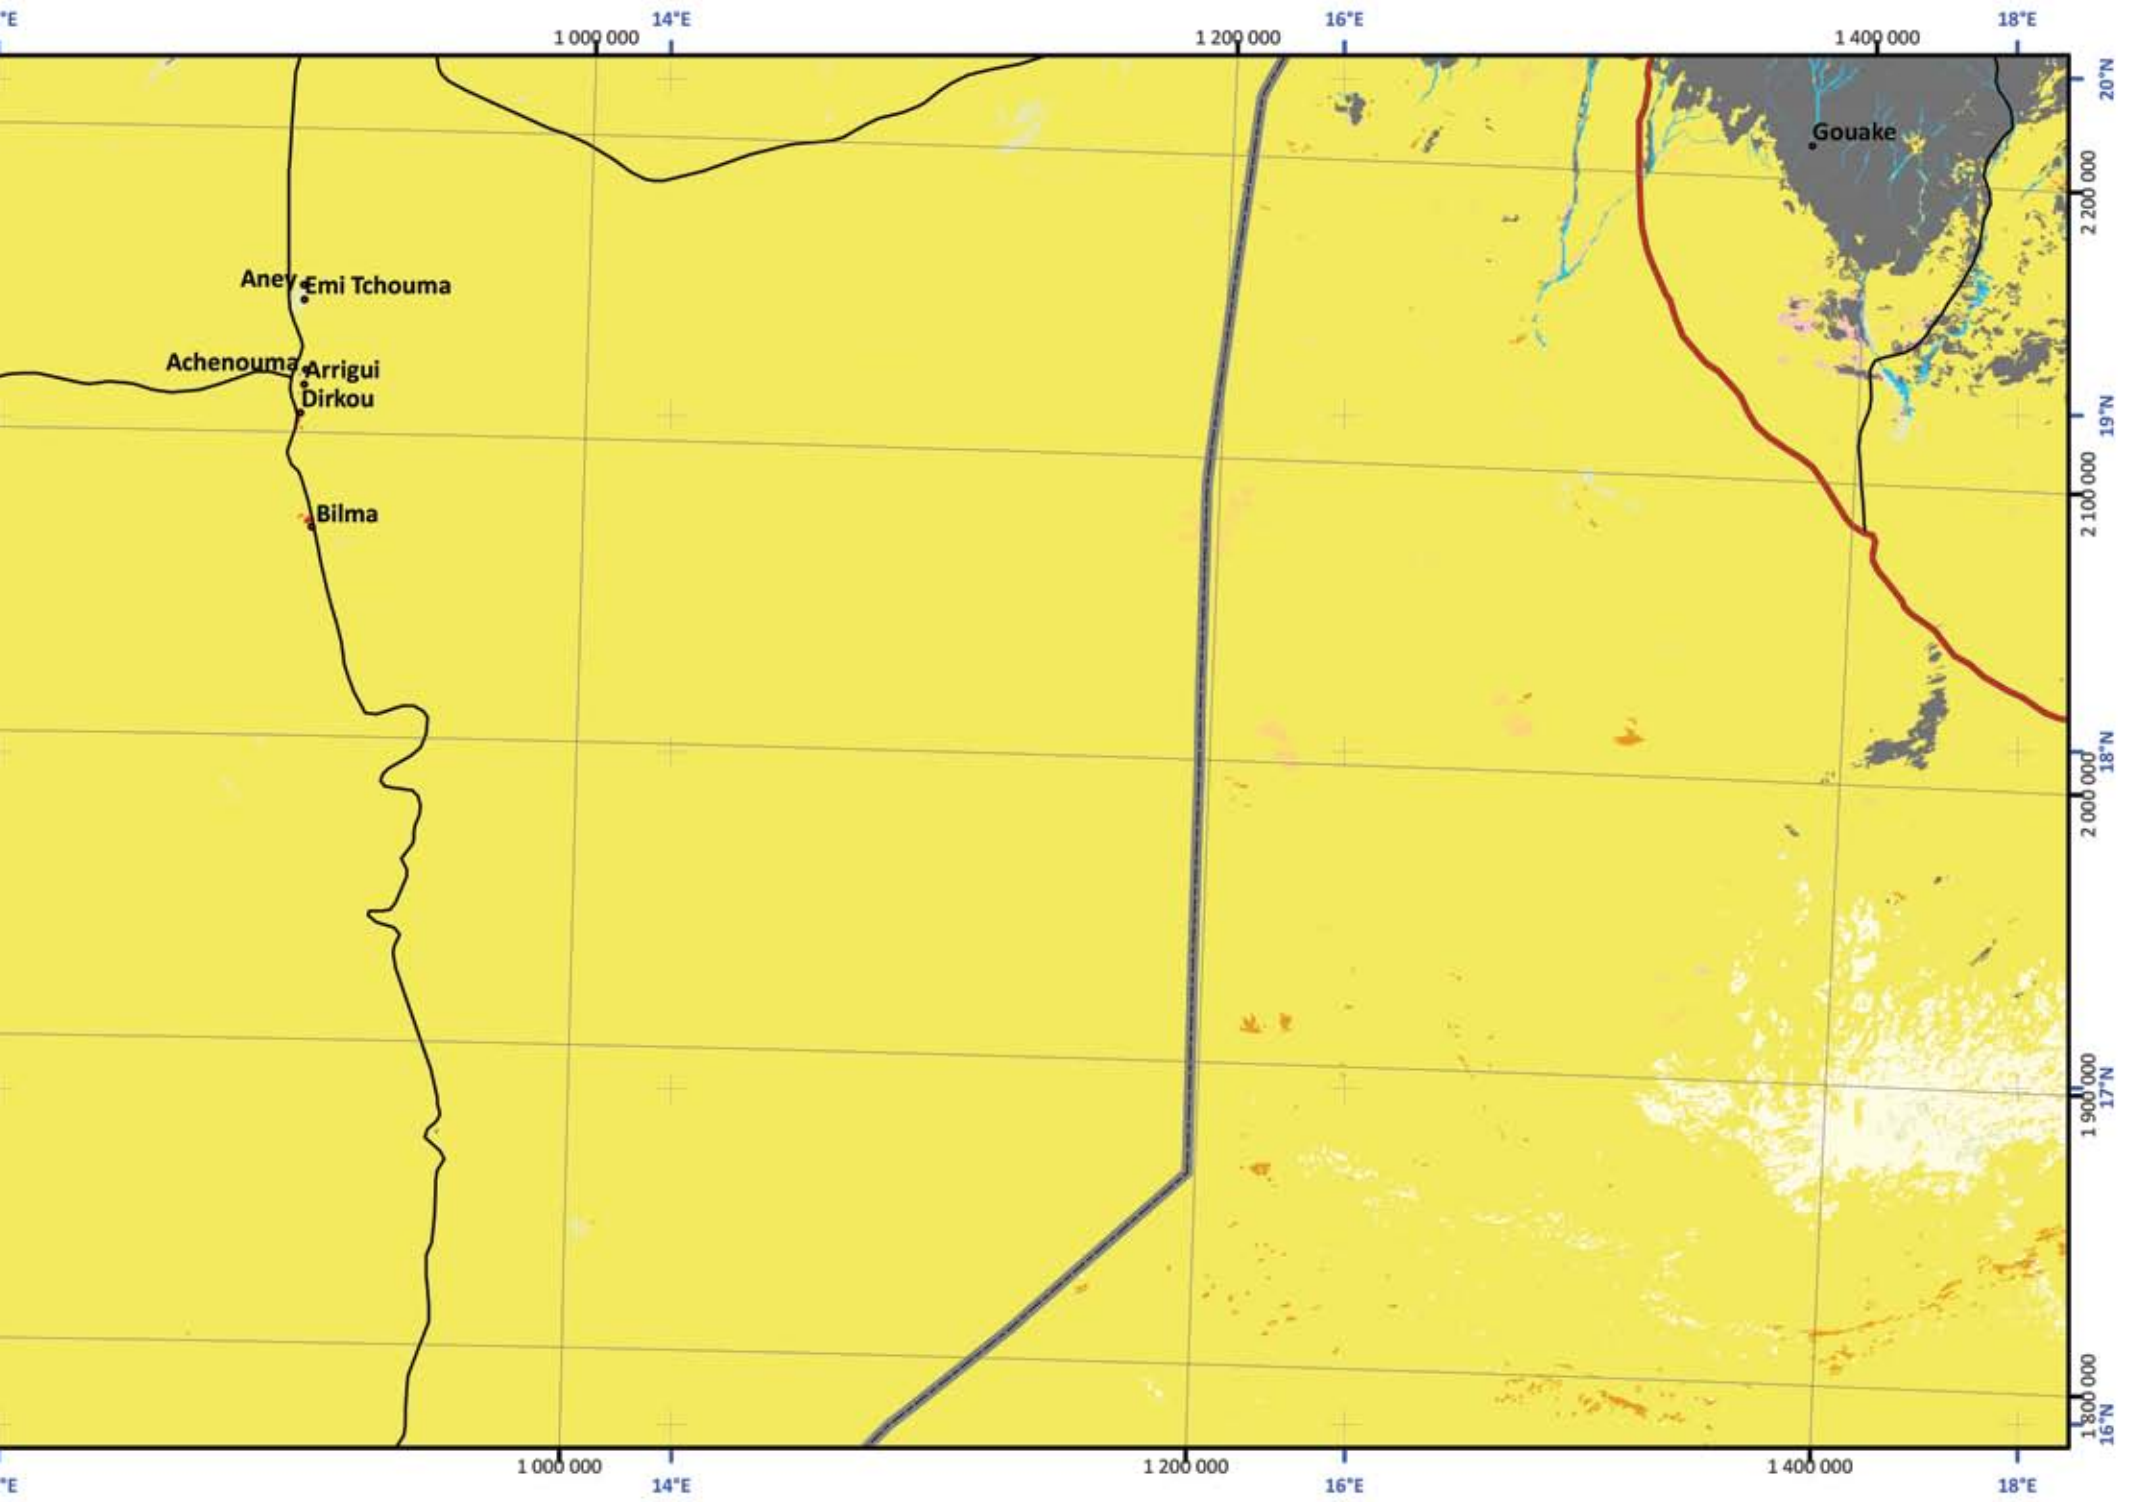 °E
14°E
16°E
18°E
1 000 000
1 200 000
1 400 000
20°N
Gouake
2 200 000
Aney
Emi Tchouma
Achenouma
Arrigui
Dirkou
19°N
2 100 000
Bilma
18°N
2 000 000
17°N
1 900 000
1 800 000
16°N
1 000 000
1 200 000
1 400 000
°E
14°E
16°E
18°E